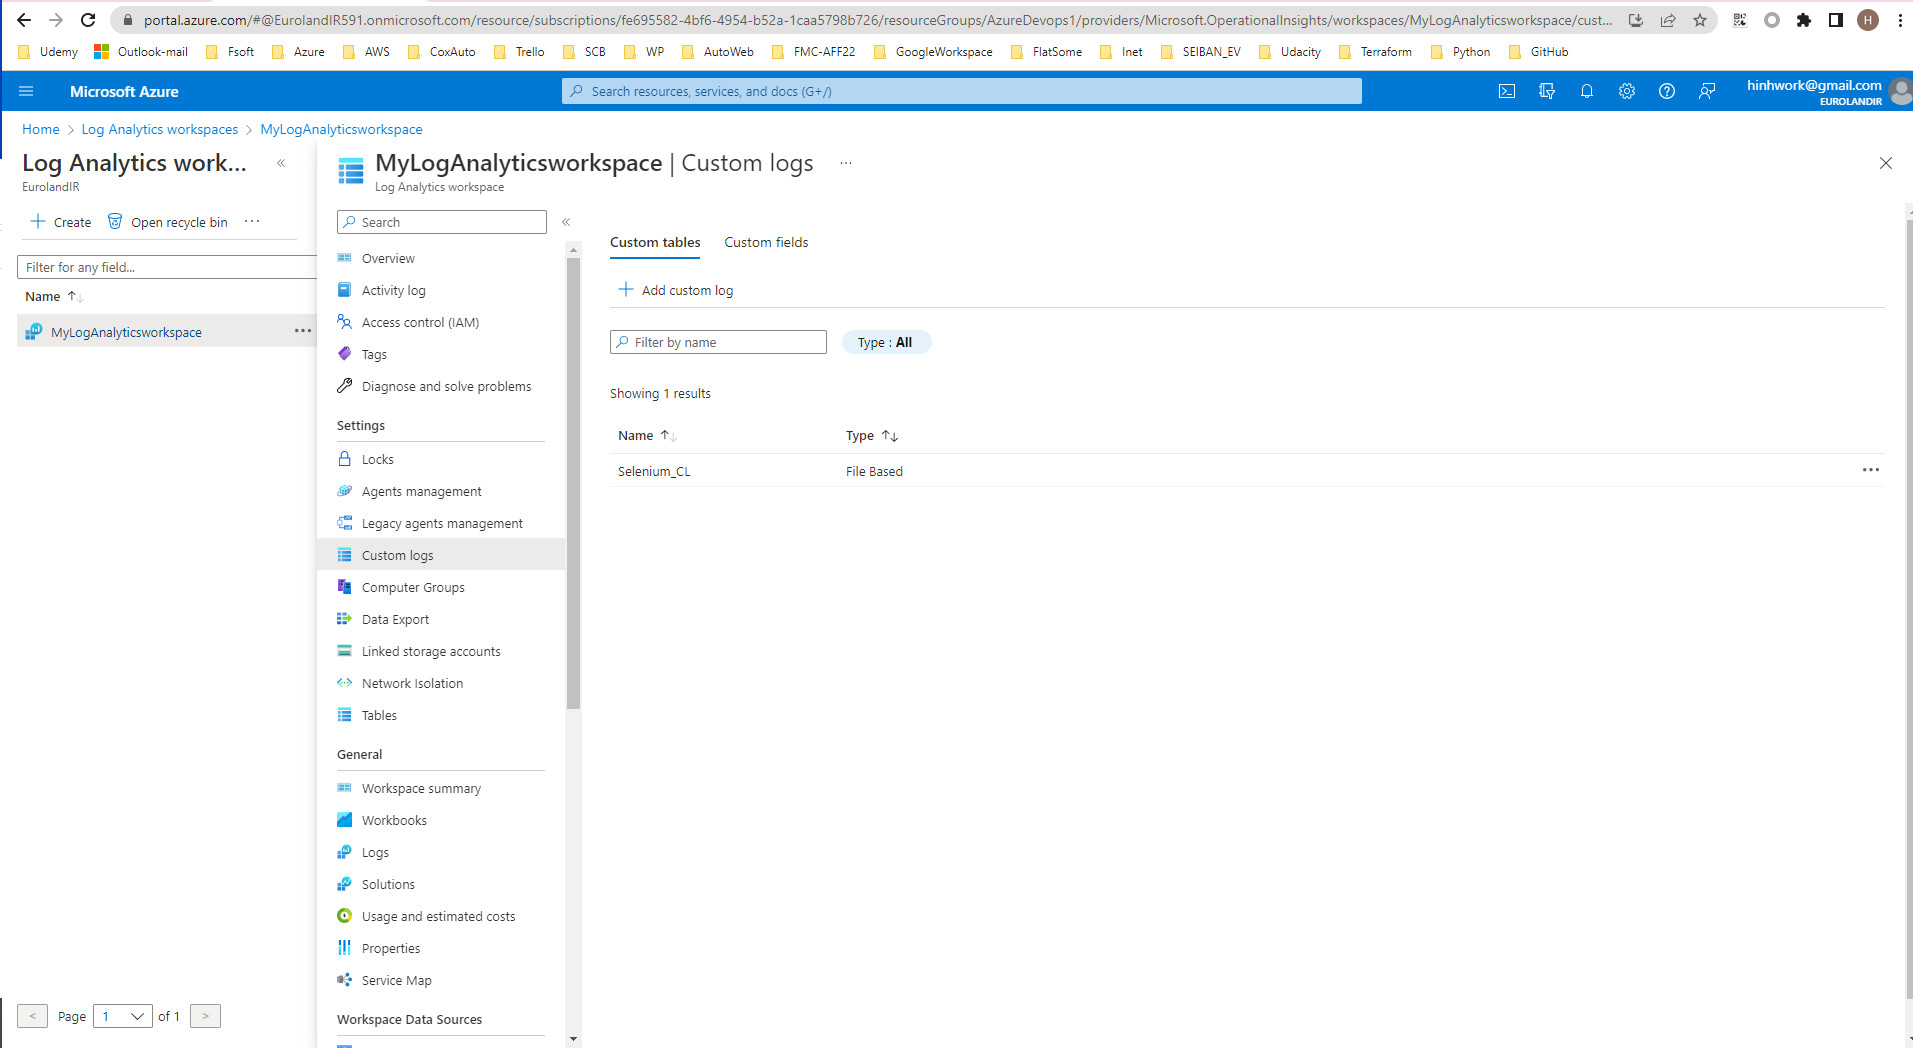 portal.azure.com/#@EurolandIR591.onmicrosoft.com/resource/subscriptions/fe695582-4bf6-4954-b52a-1caa5798b726/resourceGroups/AzureDevops1/providers/Microsoft.OperationalInsights/workspaces/MyLogAnalyticsworkspace/cust...
H
Udemy Outlook-mail Fsoft Azure AWS CoxAuto Trello SCB WP AutoWeb FMC-AFF22 GoogleWorkspace FlatSome Inet SEIBAN_EV Udacity Terraform Python GitHub
Microsoft Azure
Search resources, services, and docs (G+/)
hinhwork@gmail.com
EUROLANDIR
Home > Log Analytics workspaces > MyLogAnalyticsworkspace
Log Analytics work... «
EurolandIR
+ Create Open recycle bin ...
Filter for any field...
Name ↑↓
MyLogAnalyticsworkspace ...
< Page 1 of 1 >
MyLogAnalyticsworkspace | Custom logs ...
Log Analytics workspace
Search «
Overview
Activity log
Access control (IAM)
Tags
Diagnose and solve problems
Settings
Locks
Agents management
Legacy agents management
Custom logs
Computer Groups
Data Export
Linked storage accounts
Network Isolation
Tables
General
Workspace summary
Workbooks
Logs
Solutions
Usage and estimated costs
Properties
Service Map
Workspace Data Sources
Custom tables Custom fields
+ Add custom log
Filter by name Type : All
Showing 1 results
Name ↑↓ Type ↑↓
Selenium_CL File Based ...